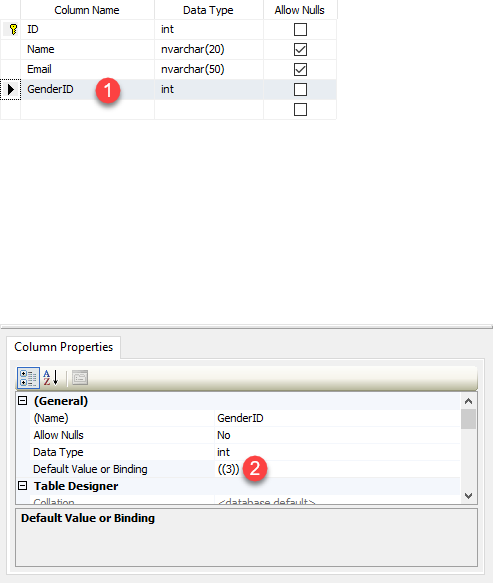 Column Name Data Type Allow Nulls
ID int
Name nvarchar(20)
Email nvarchar(50)
GenderID 1 int
Column Properties
A Z
(General)
(Name) GenderID
Allow Nulls No
Data Type int
Default Value or Binding ((3)) 2
Table Designer
Collation <database default>
Default Value or Binding